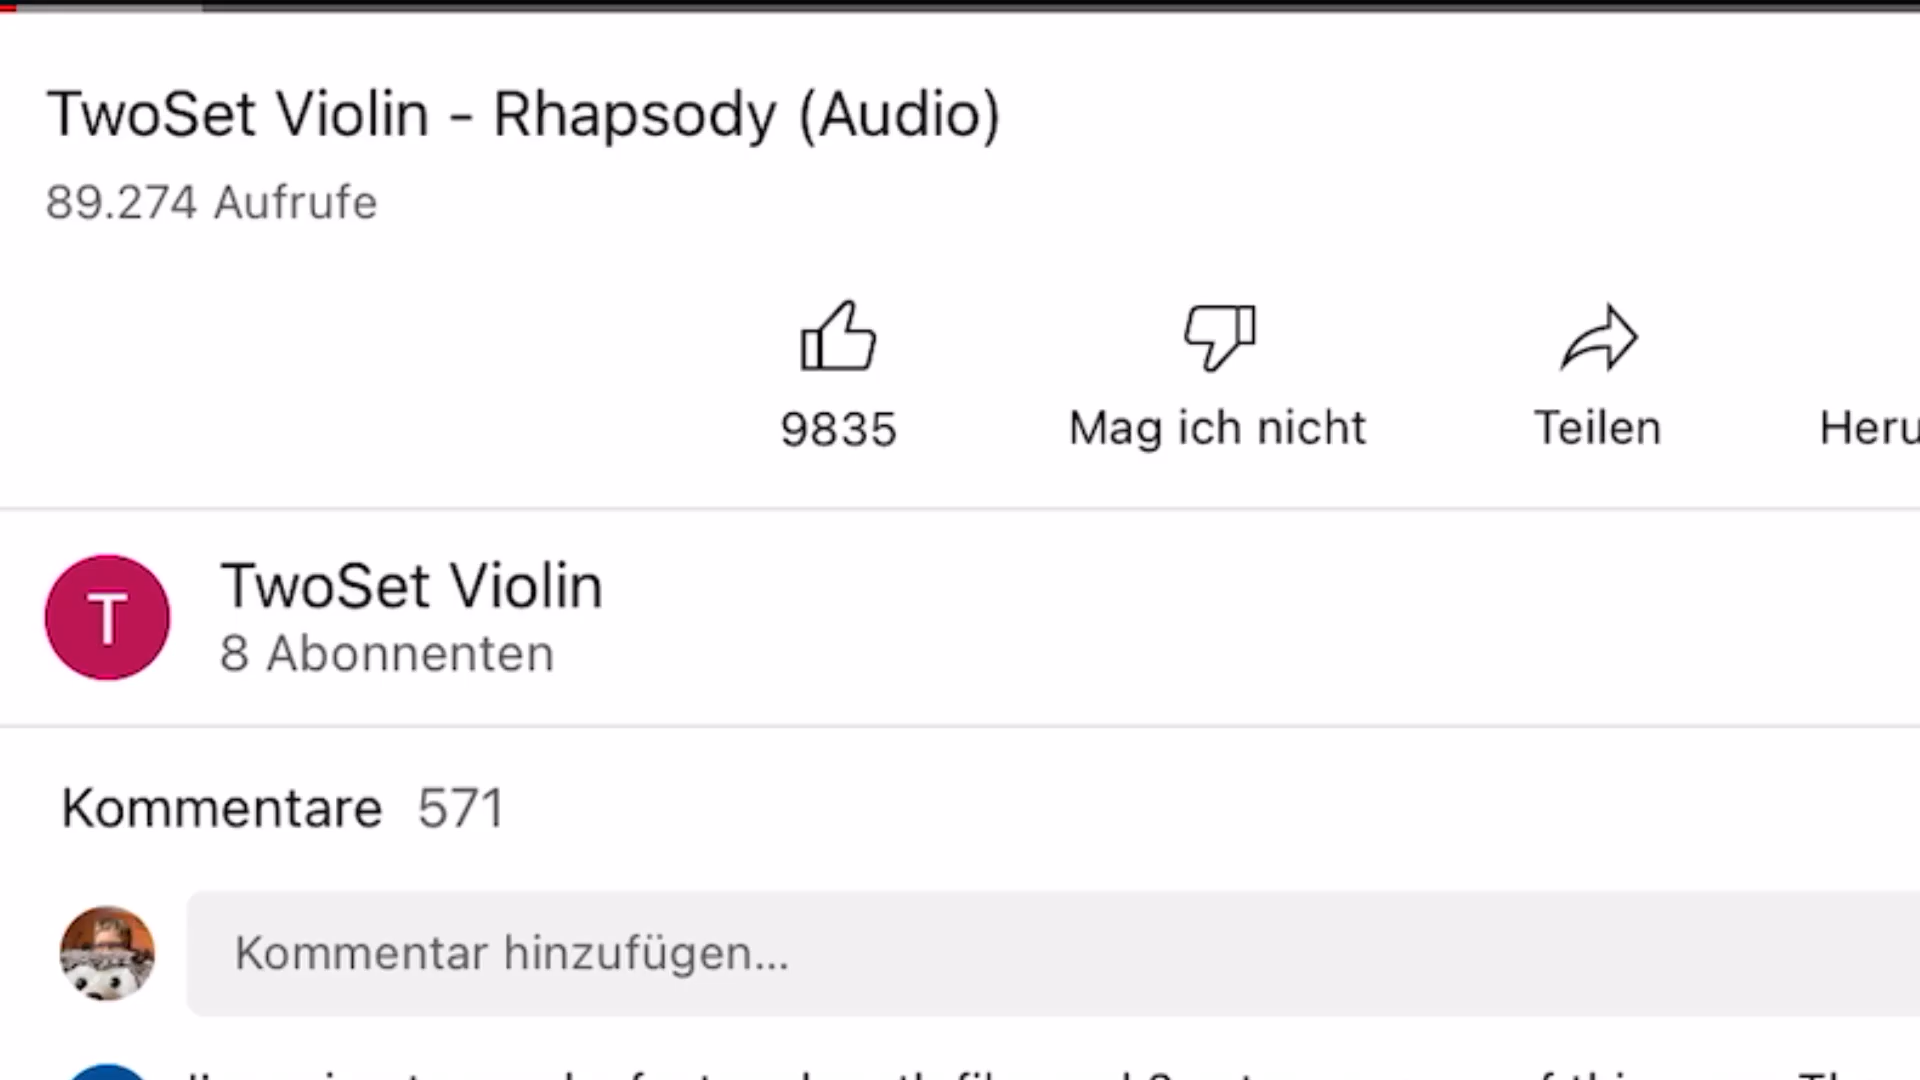 TwoSet Violin - Rhapsody (Audio)
89.274 Aufrufe
9835
Mag ich nicht
Teilen
Heru
T
TwoSet Violin
8 Abonnenten
Kommentare 571
Kommentar hinzufügen...